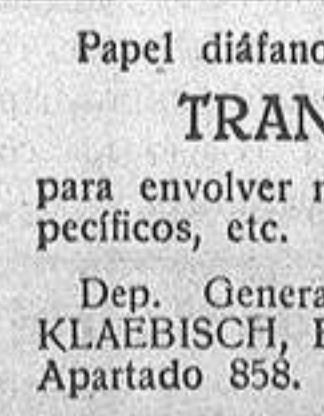 Papel diáfano
TRAN
para envolver
pecíficos, etc.
Dep. Genera
KLAEBISCH,
Apartado 858.